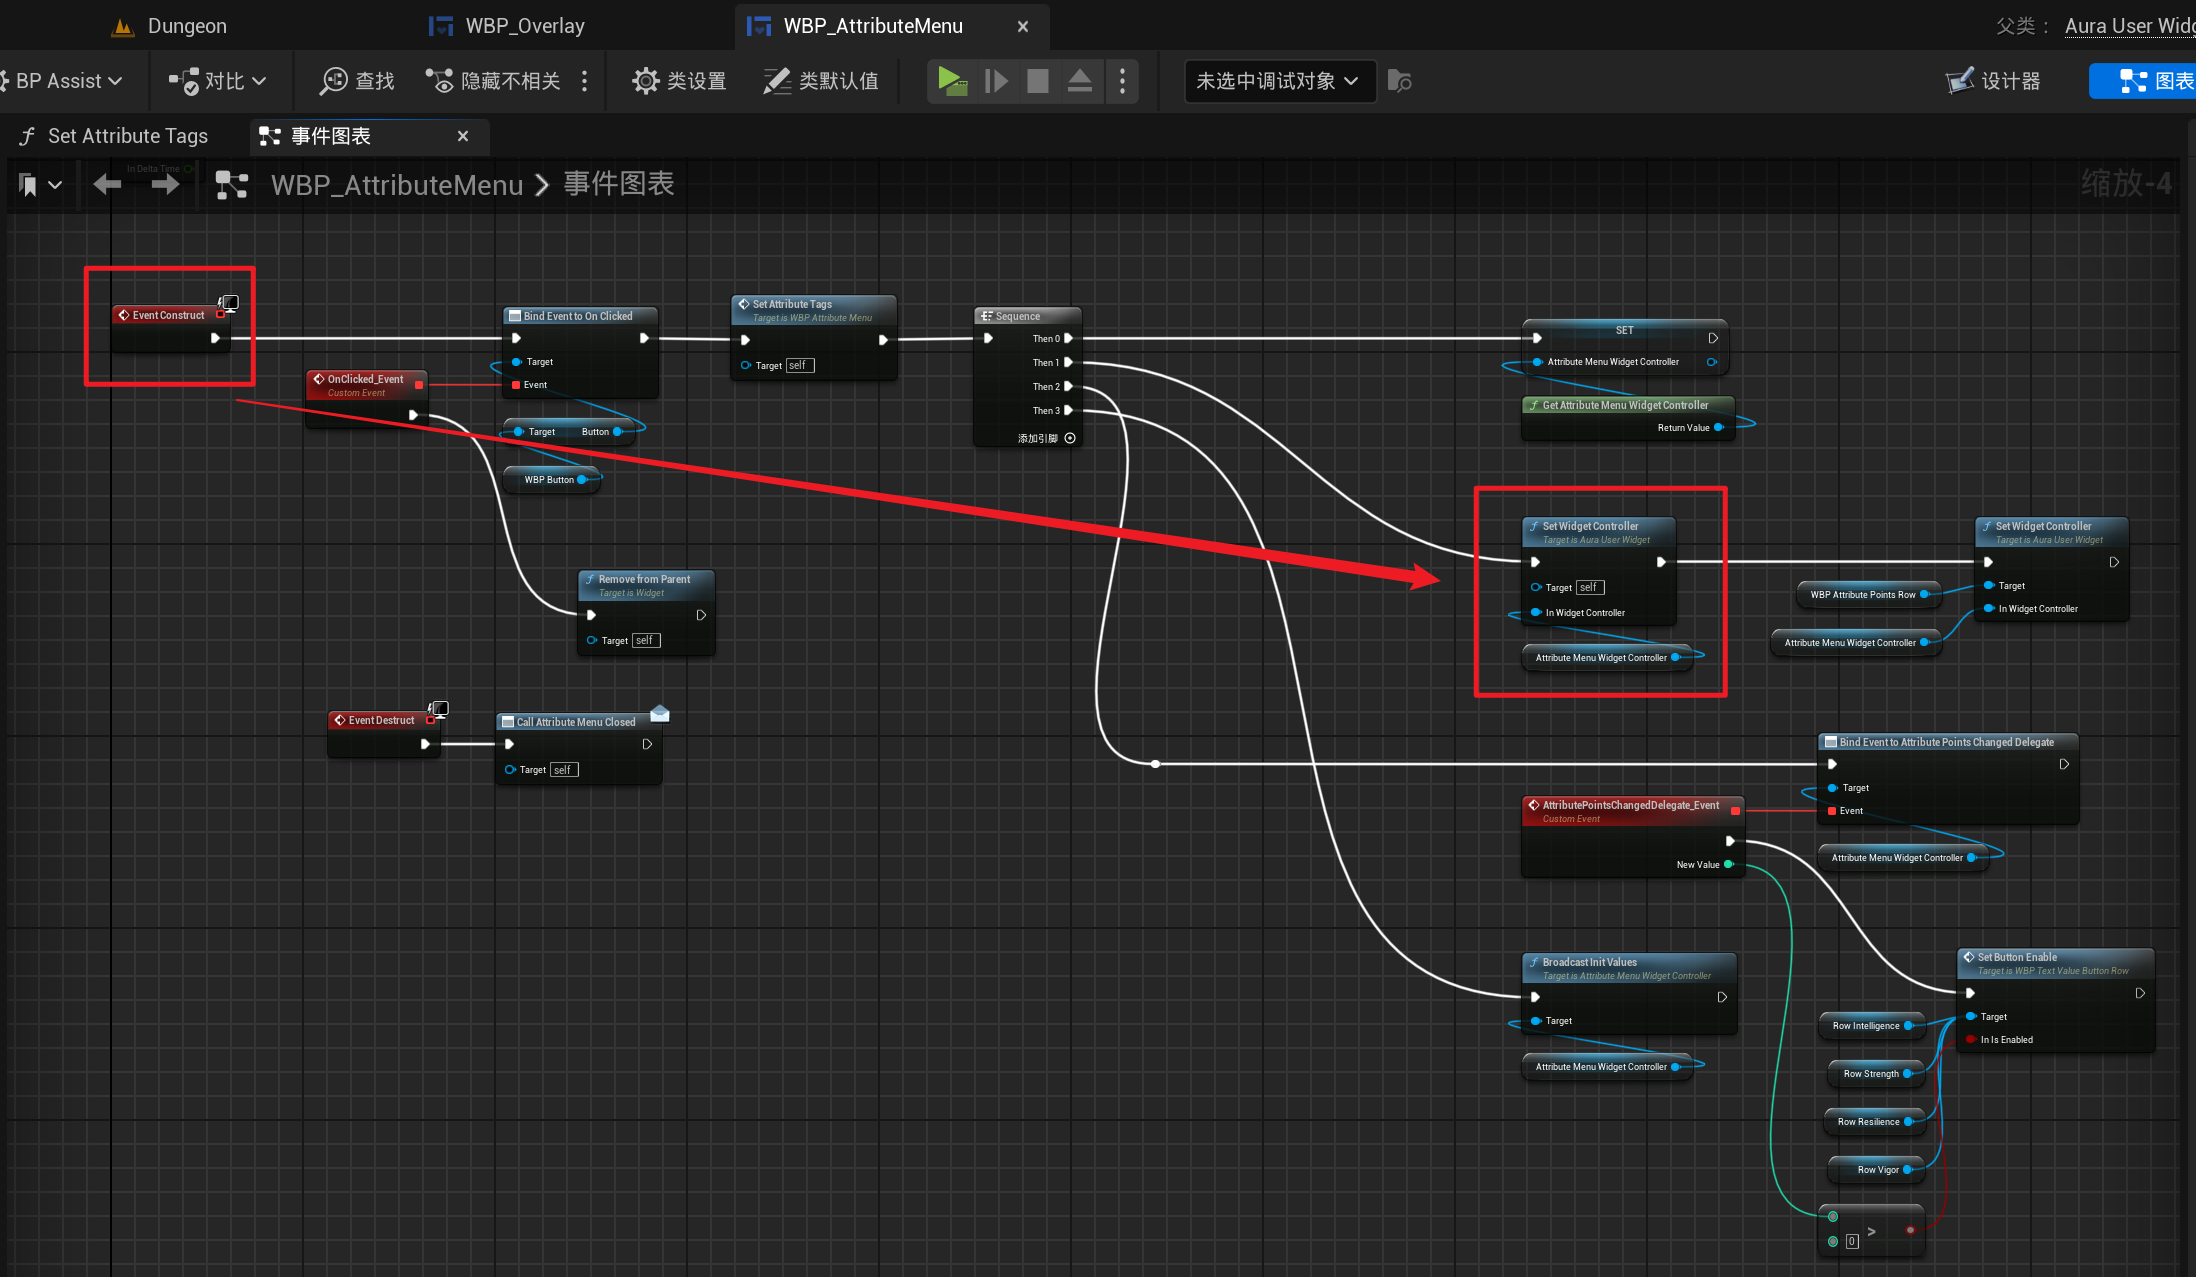 Dungeon
WBP_Overlay
WBP_AttributeMenu
父类：
Aura User Widg
BP Assist
对比
查找
隐藏不相关
类设置
类默认值
未选中调试对象
设计器
图表
Set Attribute Tags
事件图表
In Delta Time
WBP_AttributeMenu
事件图表
缩放-4
Event Construct
OnClicked_Event
Custom Event
Bind Event to On Clicked
Target
Event
Target
Button
WBP Button
Set Attribute Tags
Target is WBP Attribute Menu
Target
self
Sequence
Then 0
Then 1
Then 2
Then 3
添加引脚
SET
Attribute Menu Widget Controller
Get Attribute Menu Widget Controller
Return Value
Set Widget Controller
Target is Aura User Widget
Target
self
In Widget Controller
Attribute Menu Widget Controller
Set Widget Controller
Target is Aura User Widget
Target
In Widget Controller
WBP Attribute Points Row
Attribute Menu Widget Controller
Remove from Parent
Target is Widget
Target
self
Event Destruct
Call Attribute Menu Closed
Target
self
Bind Event to Attribute Points Changed Delegate
Target
Event
AttributePointsChangedDelegate_Event
Custom Event
New Value
Attribute Menu Widget Controller
Broadcast Init Values
Target is Attribute Menu Widget Controller
Target
Attribute Menu Widget Controller
Set Button Enable
Target is WBP Text Value Button Row
Target
In Is Enabled
Row Intelligence
Row Strength
Row Resilience
Row Vigor
0
>